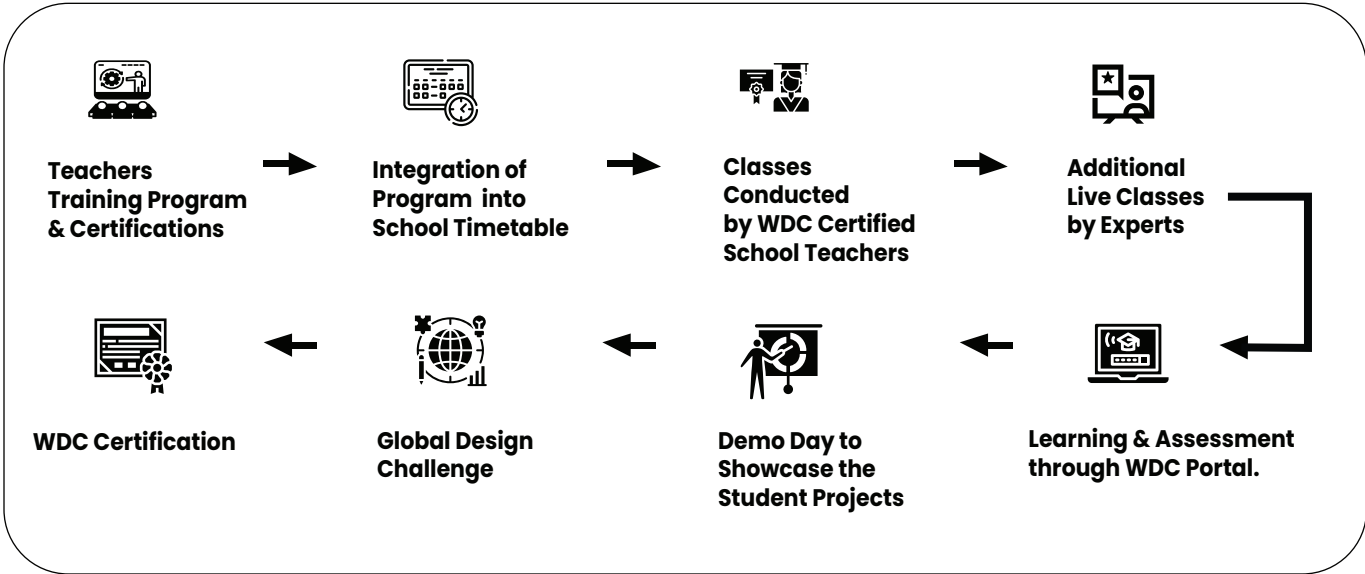 Teachers
Training Program
& Certifications
Integration of
Program into
School Timetable
Classes
Conducted
by WDC Certified
School Teachers
Additional
Live Classes
by Experts
Learning & Assessment
through WDC Portal.
Demo Day to
Showcase the
Student Projects
Global Design
Challenge
WDC Certification